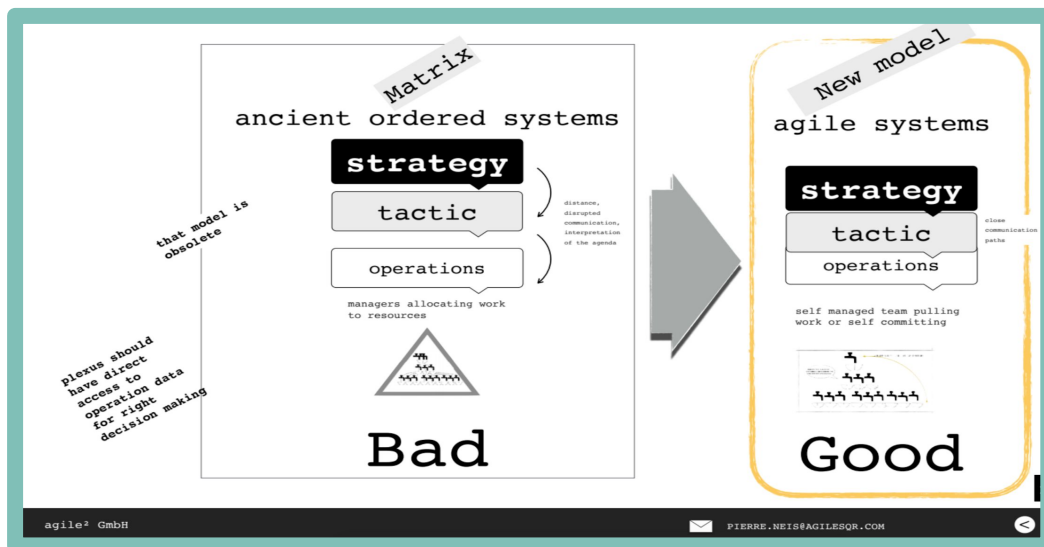 Matrix
ancient ordered systems
strategy
tactic
operations
distance,
disrupted
communication,
interpretation
of the agenda
managers allocating work
to resources
Bad
that model is
obsolete
plexus should
have direct
access to
operation data
for right
decision making
New model
agile systems
strategy
tactic
operations
close
communication
paths
self managed team pulling
work or self committing
Good
agile² GmbH
PIERRE.NEIS@AGILESQR.COM